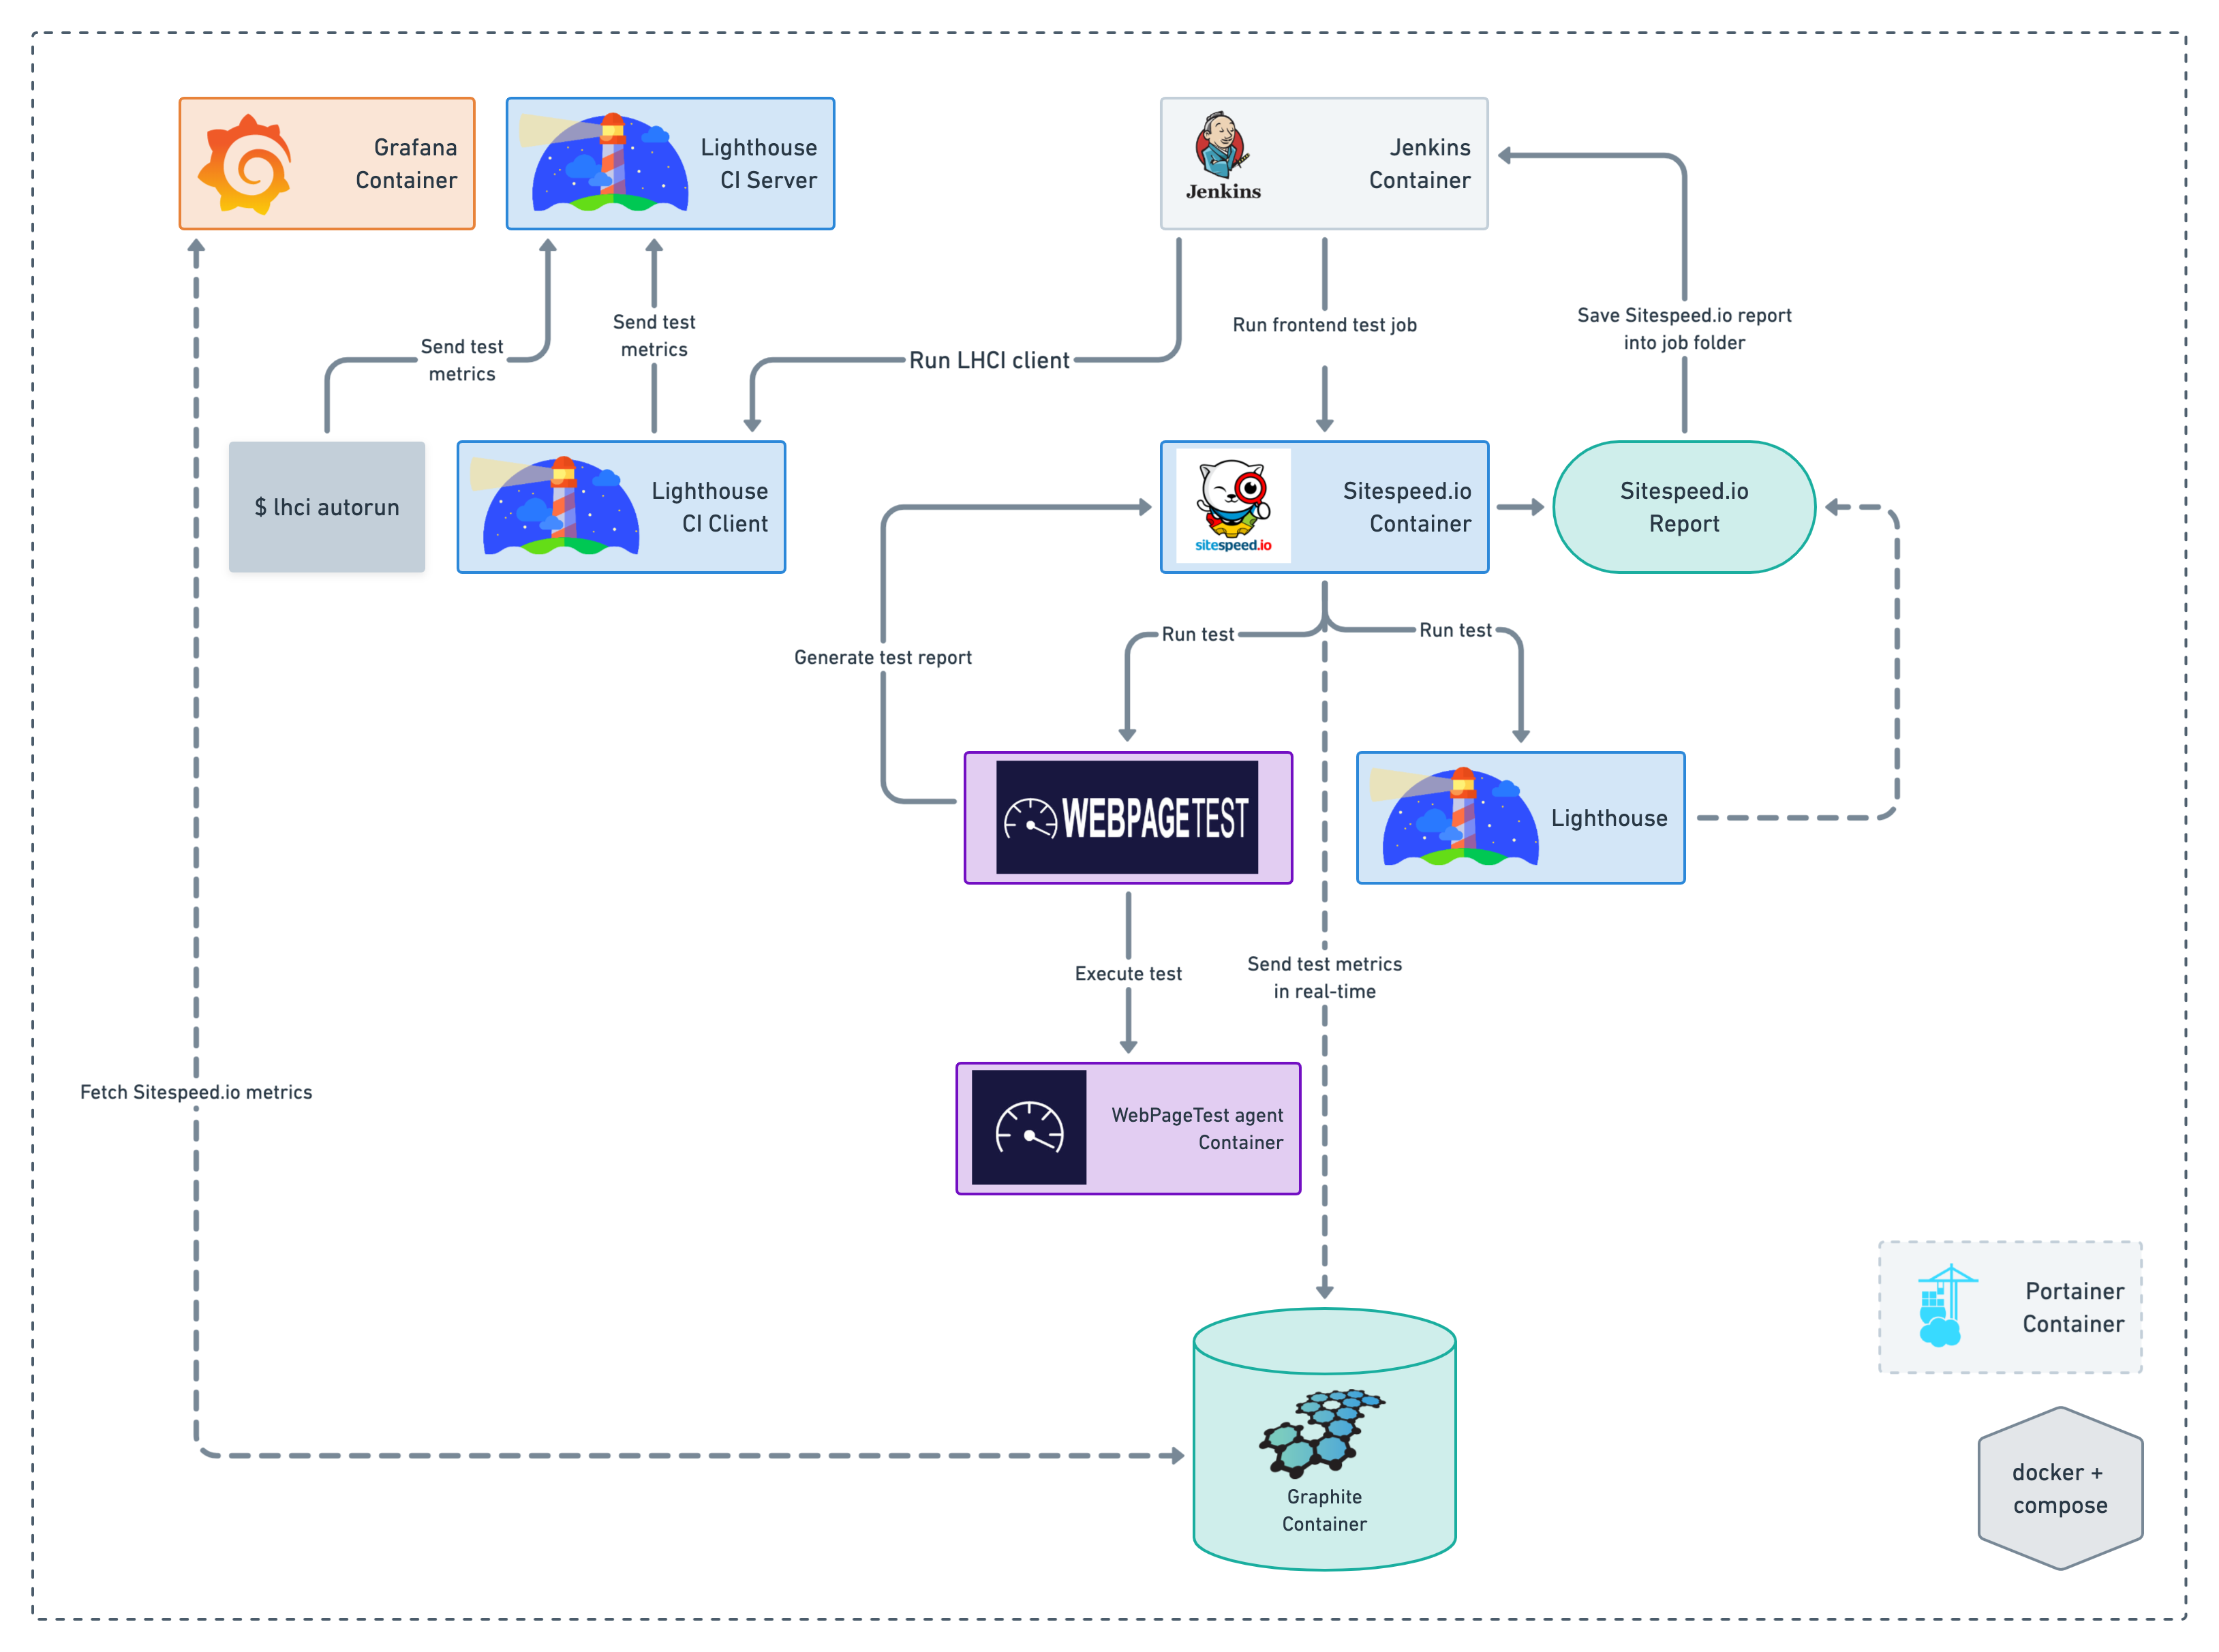 Grafana
Container
Lighthouse
CI Server
Jenkins
Jenkins
Container
Send test
metrics
Send test
metrics
Run LHCI client
Run frontend test job
Save Sitespeed.io report
into job folder
$ lhci autorun
Lighthouse
CI Client
sitespeed.io
Sitespeed.io
Container
Sitespeed.io
Report
Generate test report
Run test
Run test
WEBPAGETEST
Lighthouse
Execute test
Send test metrics
in real-time
Fetch Sitespeed.io metrics
WebPageTest agent
Container
Portainer
Container
Graphite
Container
docker +
compose